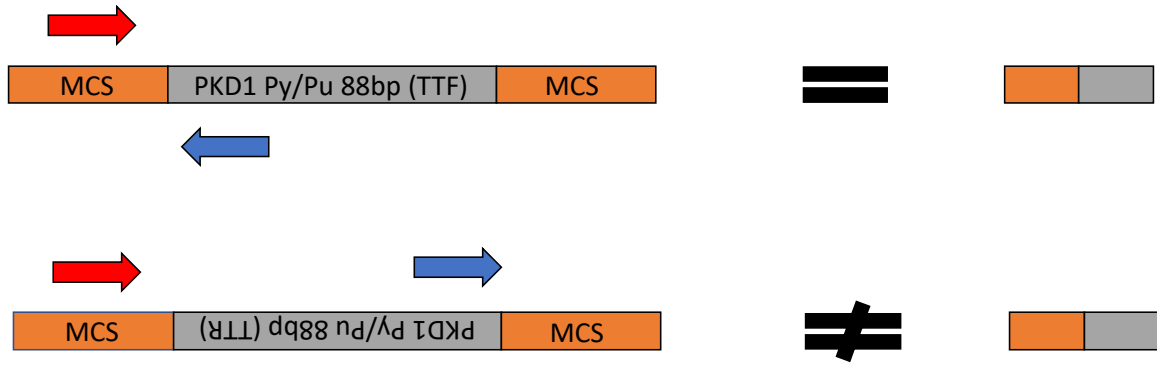 MCS PKD1 Py/Pu 88bp (TTF) MCS
MCS PKD1 Py/Pu 88bp (TTR) MCS